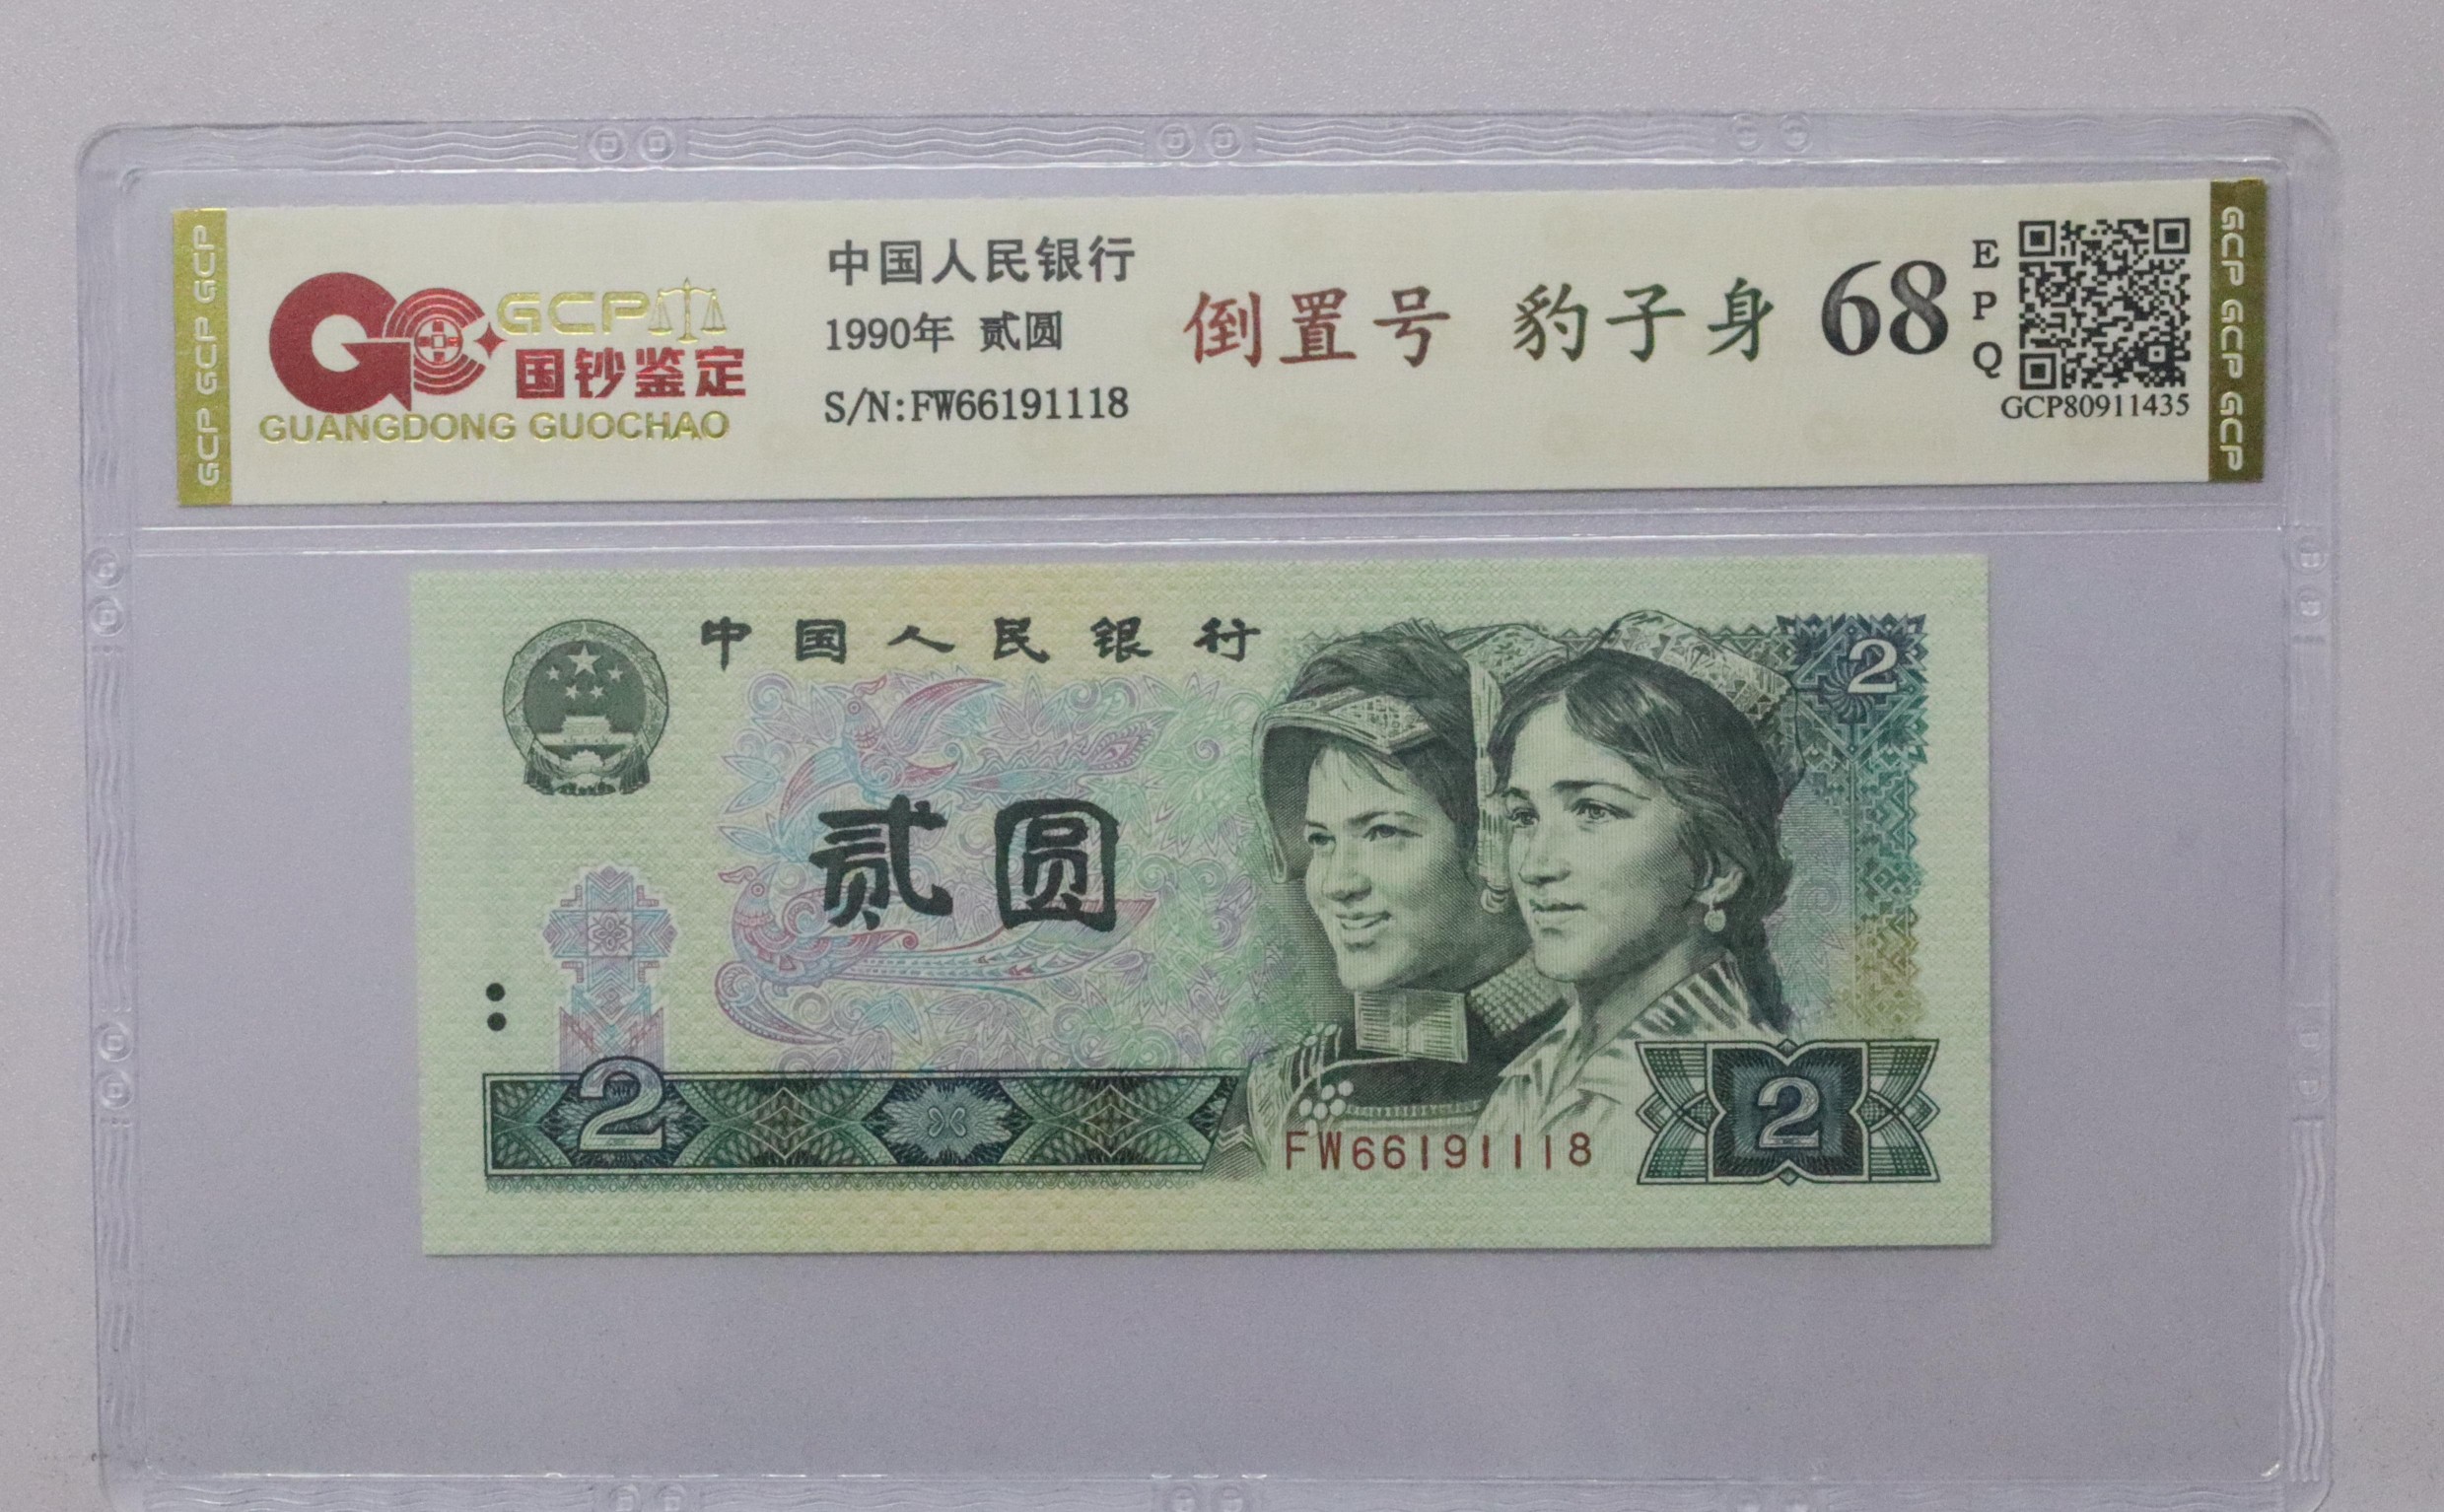 GCP GCP GCP
GCP
国钞鉴定
GUANGDONG GUOCHAO
中国人民银行
1990年 贰圆
S/N:FW66191118
倒置号 豹子身
68
EPQ
GCP80911435
GCP GCP GCP
中国人民银行
2
贰圆
2
FW66191118
2